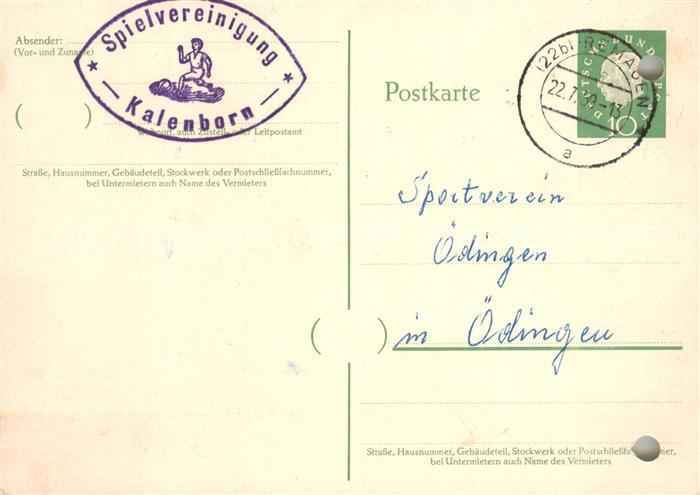 Absender:
(Vor- und Zuname)
Spielvereinigung
Kalenborn
Wohnort, auch Zustell- oder Leitpostamt
Straße, Hausnummer, Gebäudeteil, Stockwerk oder Postschließfachnummer,
bei Untermietern auch Name des Vermieters
Postkarte
(22b) REMAGEN
22.7.59-13
a
DEUTSCHE BUNDESPOST
10
Sportverein
Ödingen
in Ödingen
Straße, Hausnummer, Gebäudeteil, Stockwerk oder Postschließfachnummer,
bei Untermietern auch Name des Vermieters